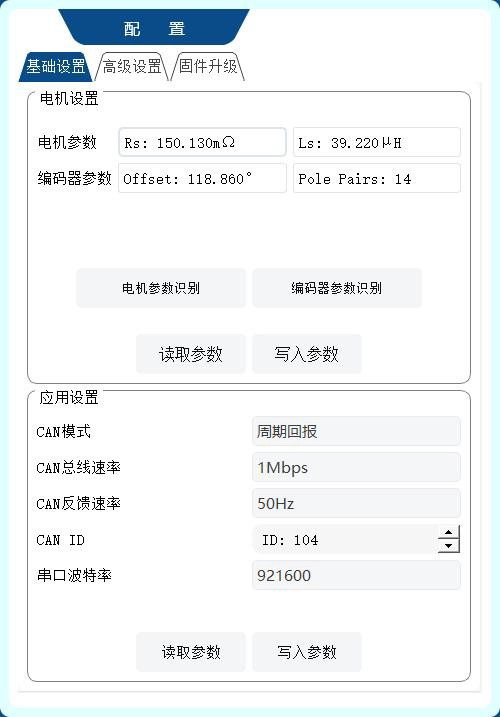 配 置
基础设置 高级设置 固件升级
电机设置
电机参数 Rs: 150.130mΩ Ls: 39.220μH
编码器参数 Offset: 118.860° Pole Pairs: 14
电机参数识别 编码器参数识别
读取参数 写入参数
应用设置
CAN模式 周期回报
CAN总线速率 1Mbps
CAN反馈速率 50Hz
CAN ID ID: 104
串口波特率 921600
读取参数 写入参数